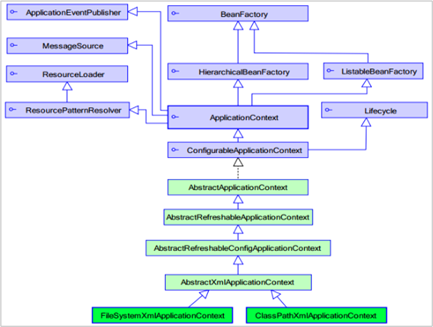 ApplicationEventPublisher
BeanFactory
MessageSource
ResourceLoader
HierarchicalBeanFactory
ListableBeanFactory
ResourcePatternResolver
ApplicationContext
Lifecycle
ConfigurableApplicationContext
AbstractApplicationContext
AbstractRefreshableApplicationContext
AbstractRefreshableConfigApplicationContext
AbstractXmlApplicationContext
FileSystemXmlApplicationContext
ClassPathXmlApplicationContext